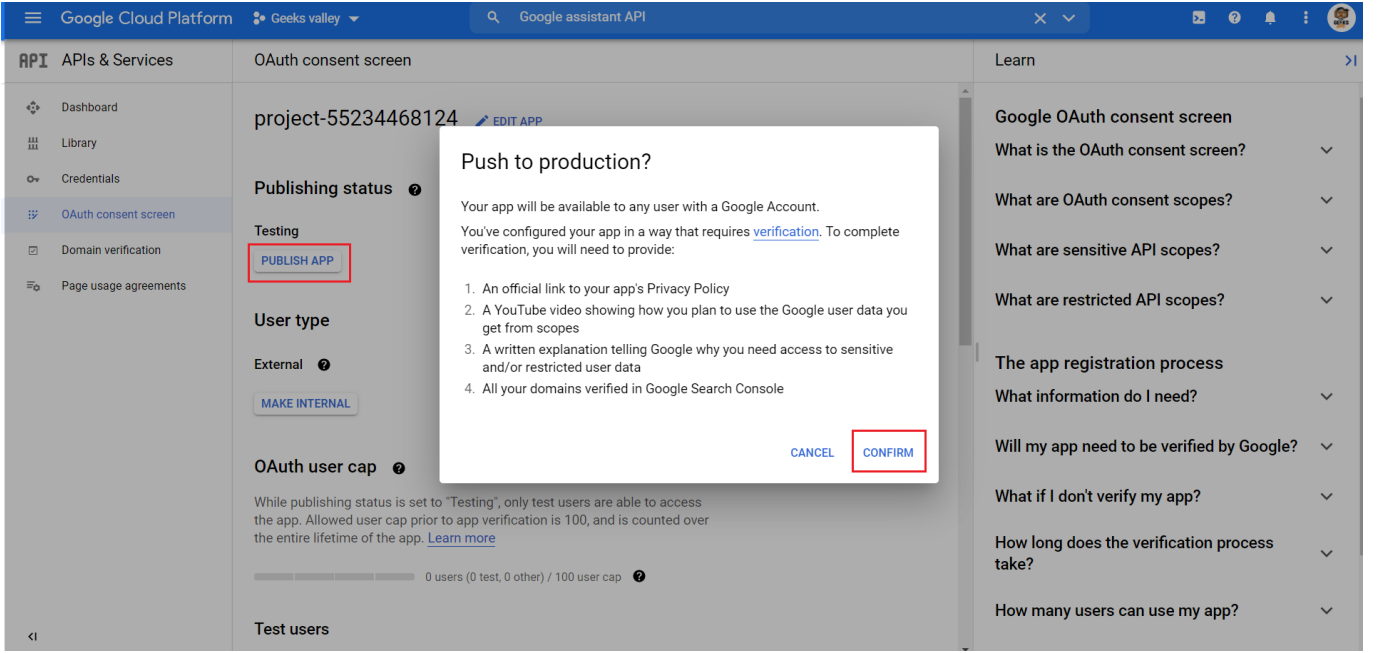 Google Cloud Platform
Geeks valley
Google assistant API
API APIs & Services
OAuth consent screen
Learn
Dashboard
Library
Credentials
OAuth consent screen
Domain verification
Page usage agreements
project-55234468124
EDIT APP
Publishing status
Testing
PUBLISH APP
User type
External
MAKE INTERNAL
OAuth user cap
While publishing status is set to "Testing", only test users are able to access
the app. Allowed user cap prior to app verification is 100, and is counted over
the entire lifetime of the app. Learn more
0 users (0 test, 0 other) / 100 user cap
Test users
Push to production?
Your app will be available to any user with a Google Account.
You've configured your app in a way that requires verification. To complete
verification, you will need to provide:
1. An official link to your app's Privacy Policy
2. A YouTube video showing how you plan to use the Google user data you
get from scopes
3. A written explanation telling Google why you need access to sensitive
and/or restricted user data
4. All your domains verified in Google Search Console
CANCEL
CONFIRM
Google OAuth consent screen
What is the OAuth consent screen?
What are OAuth consent scopes?
What are sensitive API scopes?
What are restricted API scopes?
The app registration process
What information do I need?
Will my app need to be verified by Google?
What if I don't verify my app?
How long does the verification process
take?
How many users can use my app?